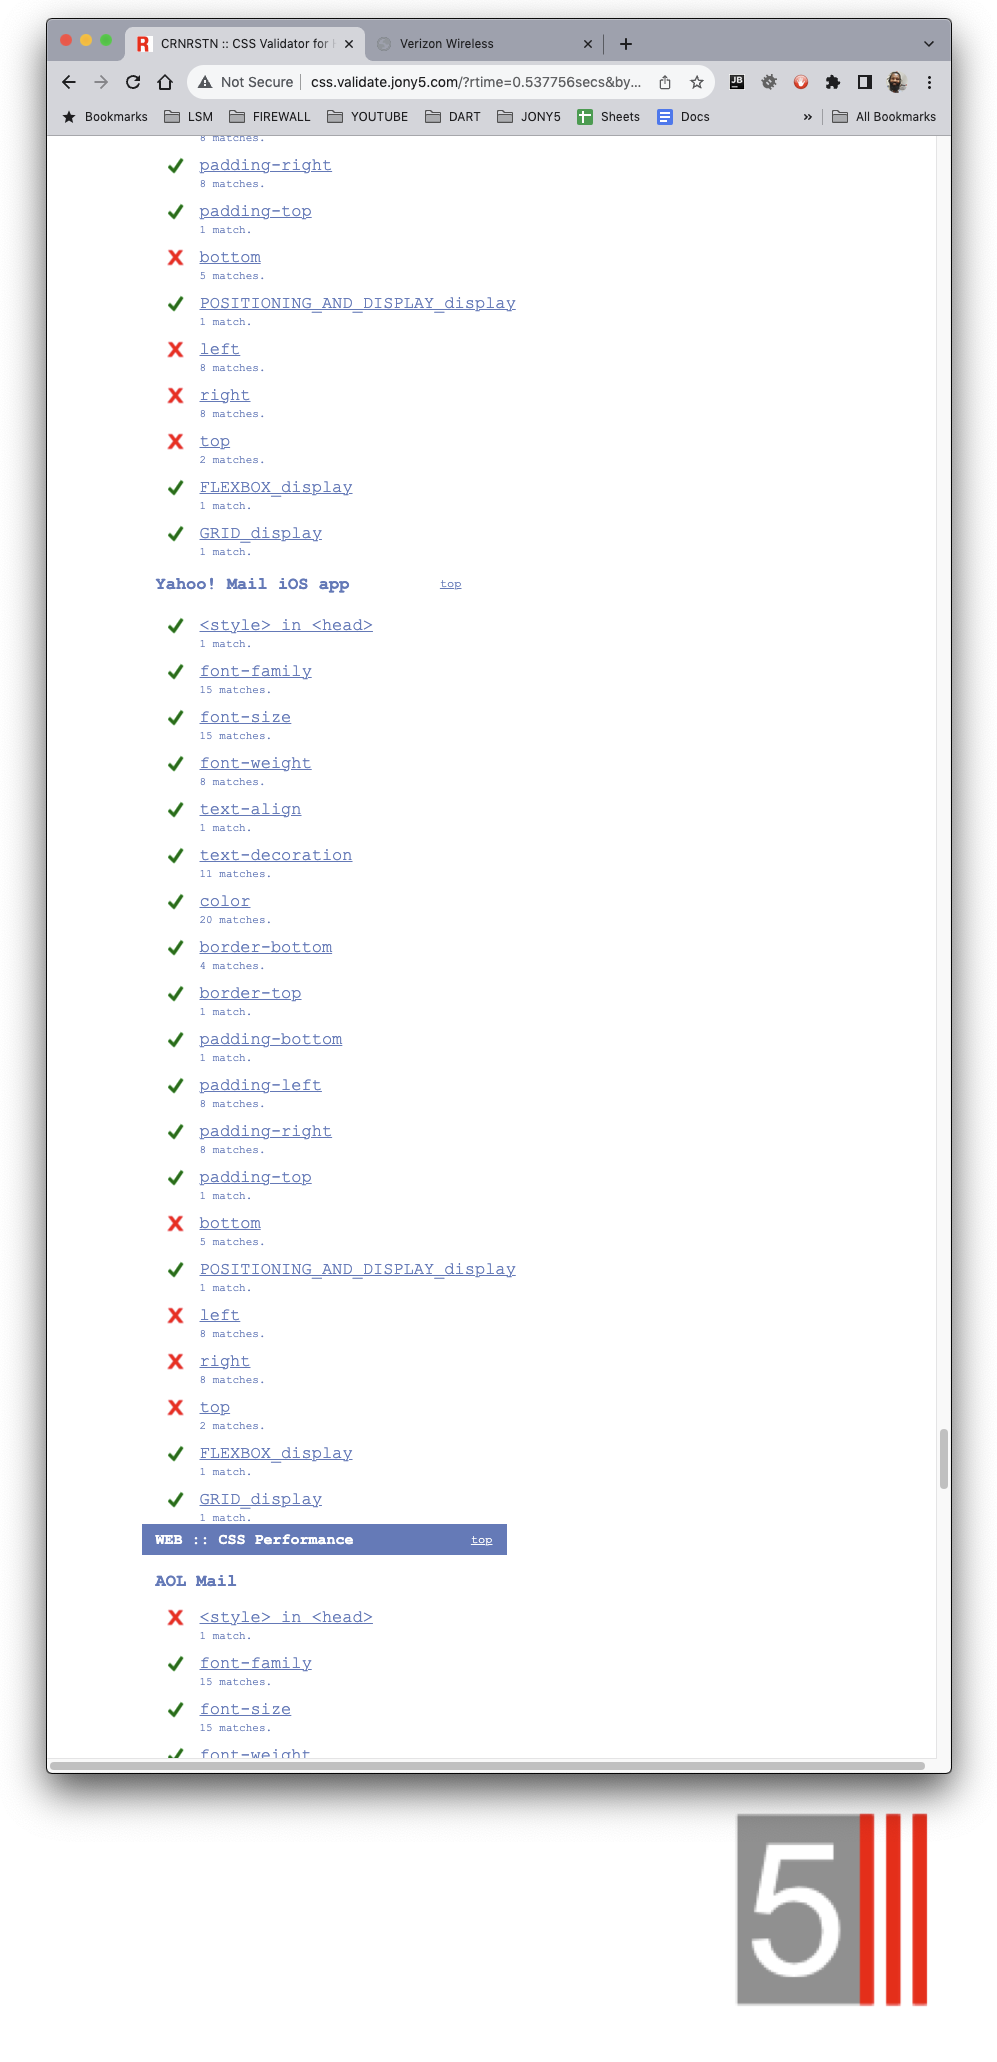 CRNRSTN :: CSS Validator for
Verizon Wireless
Not Secure
css.validate.jony5.com/?rtime=0.537756secs&by...
JB
Bookmarks
LSM
FIREWALL
YOUTUBE
DART
JONY5
Sheets
Docs
»
All Bookmarks
8 matches.
padding-right
8 matches.
padding-top
1 match.
bottom
5 matches.
POSITIONING_AND_DISPLAY_display
1 match.
left
8 matches.
right
8 matches.
top
2 matches.
FLEXBOX_display
1 match.
GRID_display
1 match.
Yahoo! Mail iOS app top
<style> in <head>
1 match.
font-family
15 matches.
font-size
15 matches.
font-weight
8 matches.
text-align
1 match.
text-decoration
11 matches.
color
20 matches.
border-bottom
4 matches.
border-top
1 match.
padding-bottom
1 match.
padding-left
8 matches.
padding-right
8 matches.
padding-top
1 match.
bottom
5 matches.
POSITIONING_AND_DISPLAY_display
1 match.
left
8 matches.
right
8 matches.
top
2 matches.
FLEXBOX_display
1 match.
GRID_display
1 match.
WEB :: CSS Performance top
AOL Mail
<style> in <head>
1 match.
font-family
15 matches.
font-size
15 matches.
font-weight
5